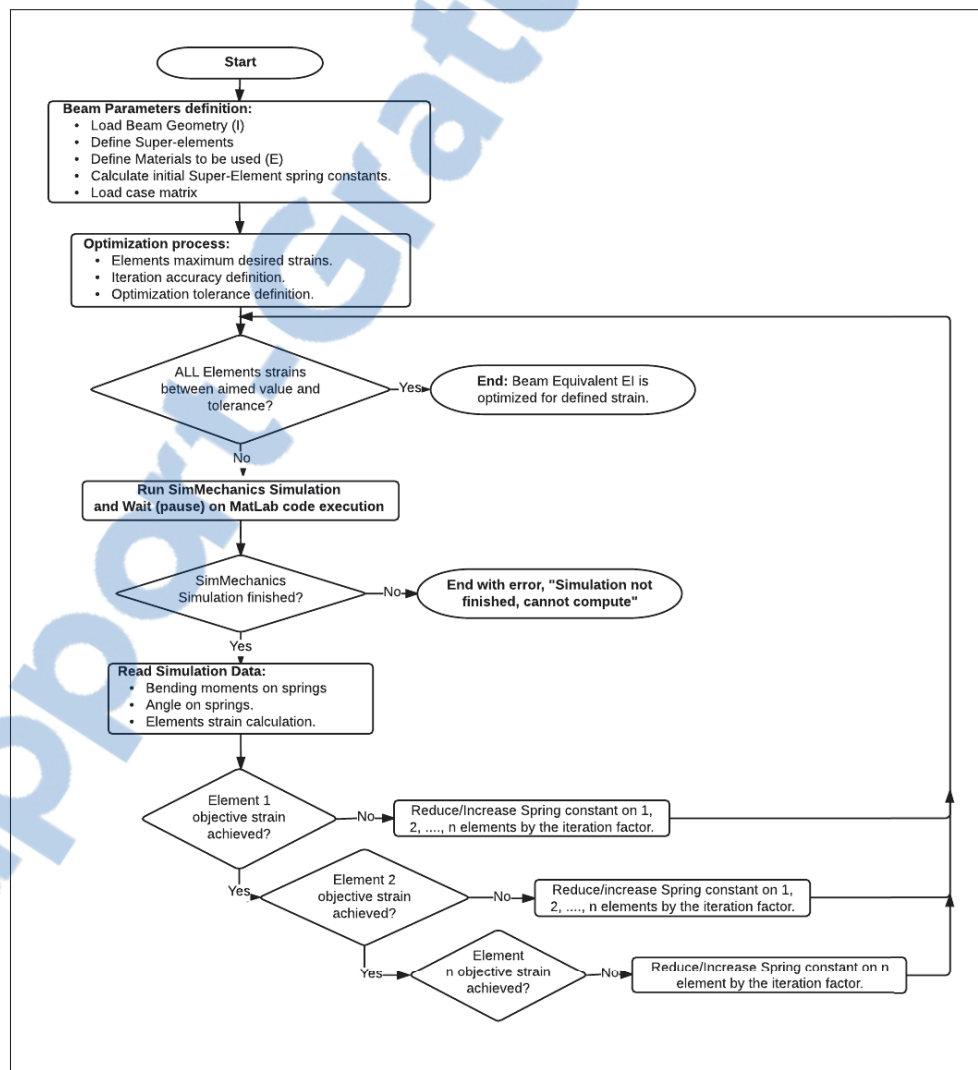 Start
Beam Parameters definition:
• Load Beam Geometry (I)
• Define Super-elements
• Define Materials to be used (E)
• Calculate initial Super-Element spring constants.
• Load case matrix
Optimization process:
• Elements maximum desired strains.
• Iteration accuracy definition.
• Optimization tolerance definition.
ALL Elements strains
between aimed value and
tolerance?
Yes
End: Beam Equivalent EI is
optimized for defined strain.
No
Run SimMechanics Simulation
and Wait (pause) on MatLab code execution
SimMechanics
Simulation finished?
No
End with error, "Simulation not
finished, cannot compute"
Yes
Read Simulation Data:
• Bending moments on springs
• Angle on springs.
• Elements strain calculation.
Element 1
objective strain
achieved?
No
Reduce/Increase Spring constant on 1,
2, ...., n elements by the iteration factor.
Yes
Element 2
objective strain
achieved?
No
Reduce/increase Spring constant on 1,
2, ...., n elements by the iteration factor.
Yes
Element
n objective strain
achieved?
No
Reduce/Increase Spring constant on n
element by the iteration factor.
pport-Gratu